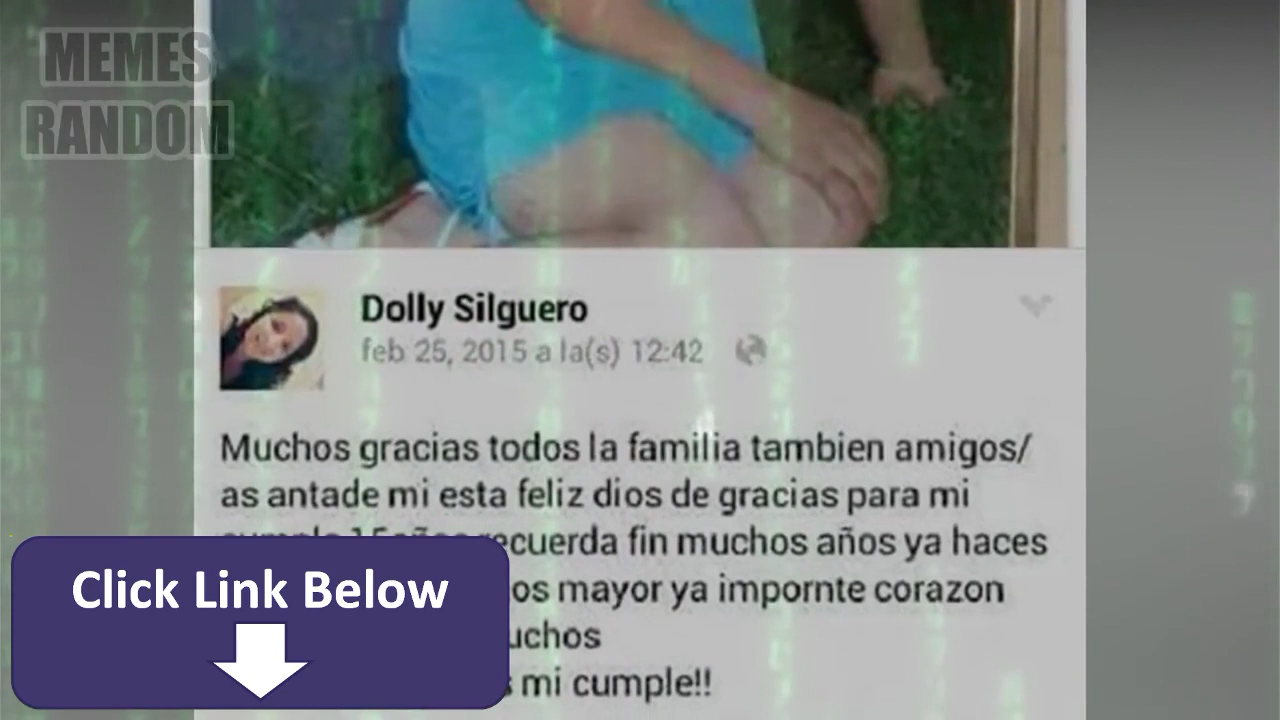 MEMES
RANDOM
Dolly Silguero
feb 25, 2015 a la(s) 12:42
Muchos gracias todos la familia tambien amigos/
as antade mi esta feliz dios de gracias para mi
recuerda fin muchos años ya haces
os mayor ya impornte corazon
uchos
mi cumple!!
Click Link Below